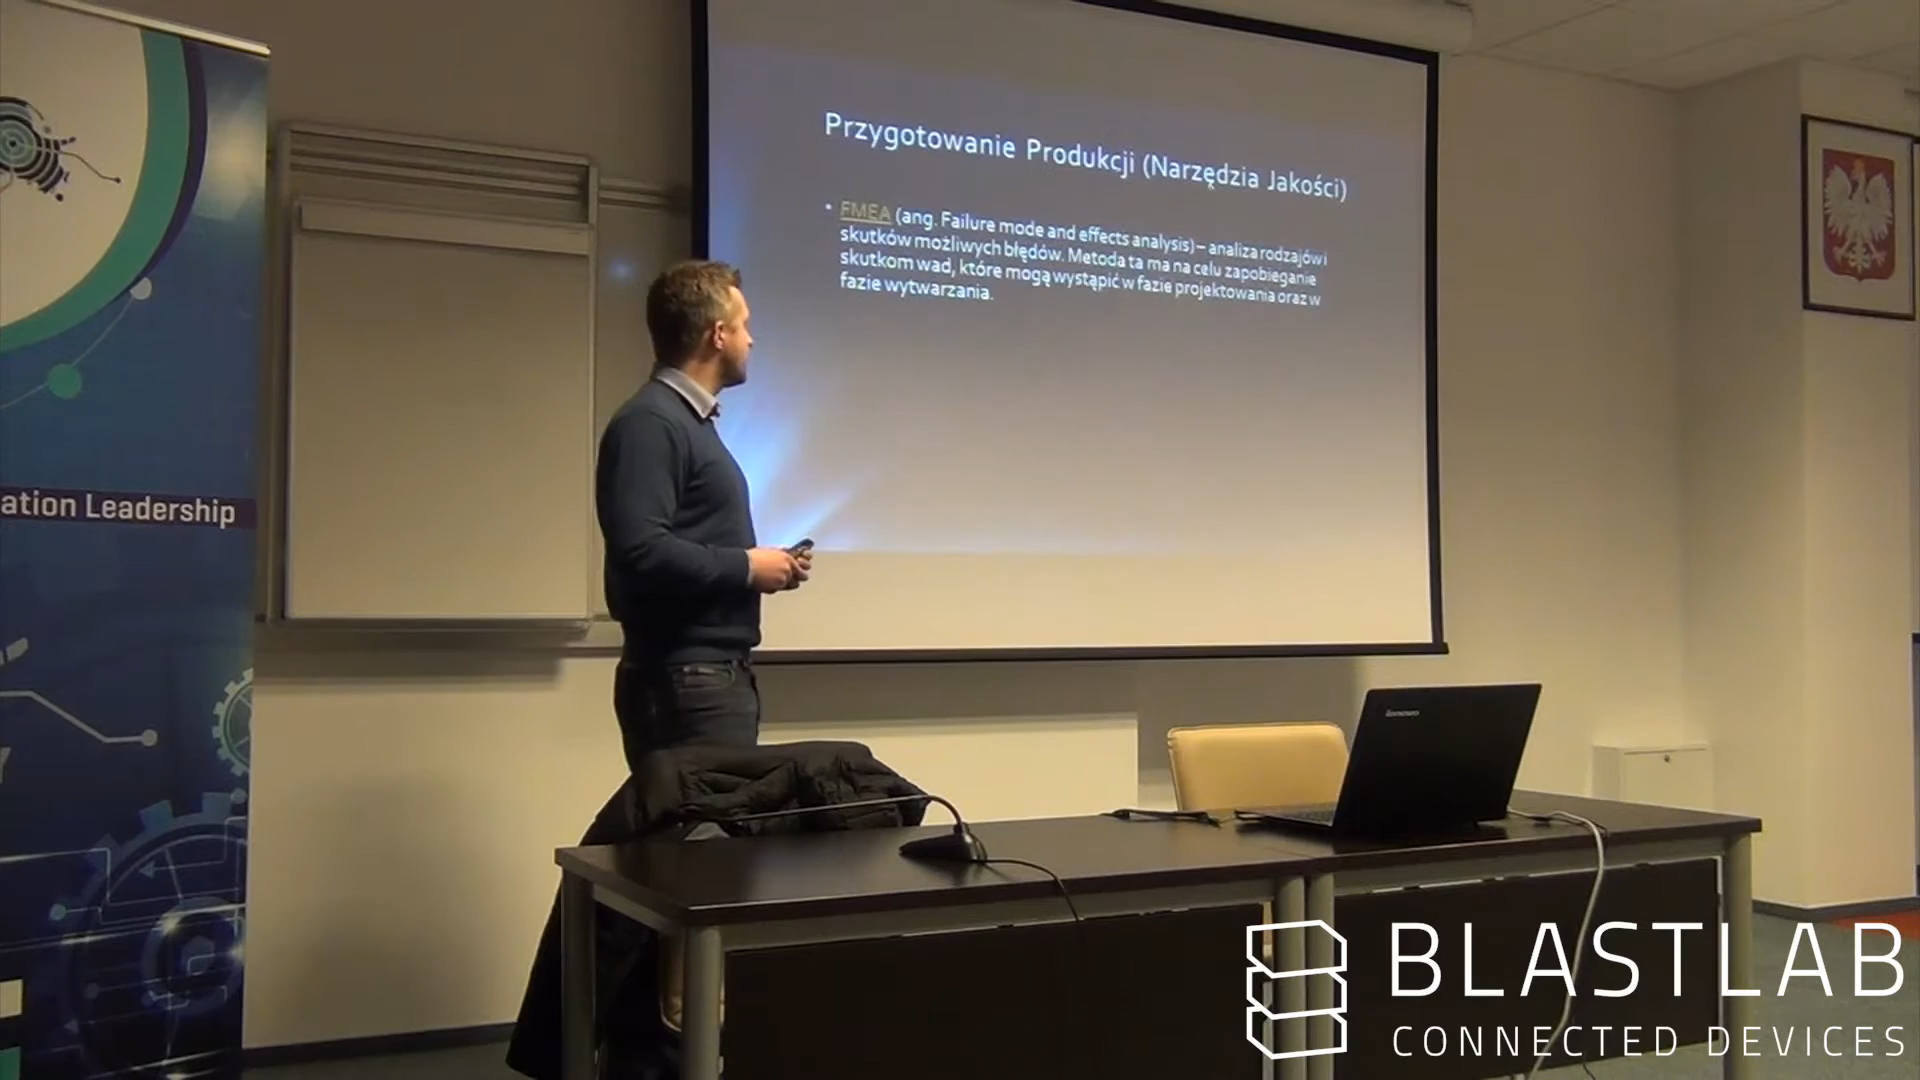 Przygotowanie Produkcji (Narzędzia Jakości)
• FMEA (ang. Failure mode and effects analysis) – analiza rodzajów i
skutków możliwych błędów. Metoda ta ma na celu zapobieganie
skutkom wad, które mogą wystąpić w fazie projektowania oraz w
fazie wytwarzania.
ation Leadership
lenovo
BLASTLAB
CONNECTED DEVICES